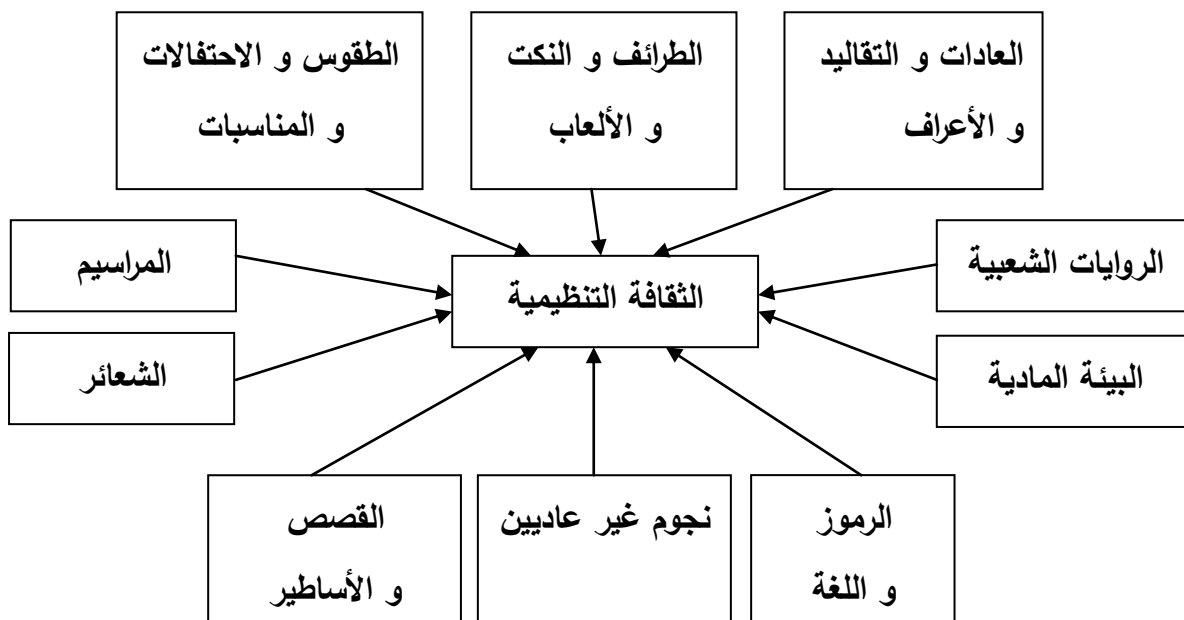 العادات و التقاليد
و الأعراف
الطرائف و النكت
و الألعاب
الطقوس و الاحتفالات
و المناسبات
الروايات الشعبية
المراسيم
الثقافة التنظيمية
البيئة المادية
الشعائر
الرموز
و اللغة
نجوم غير عاديين
القصص
و الأساطير